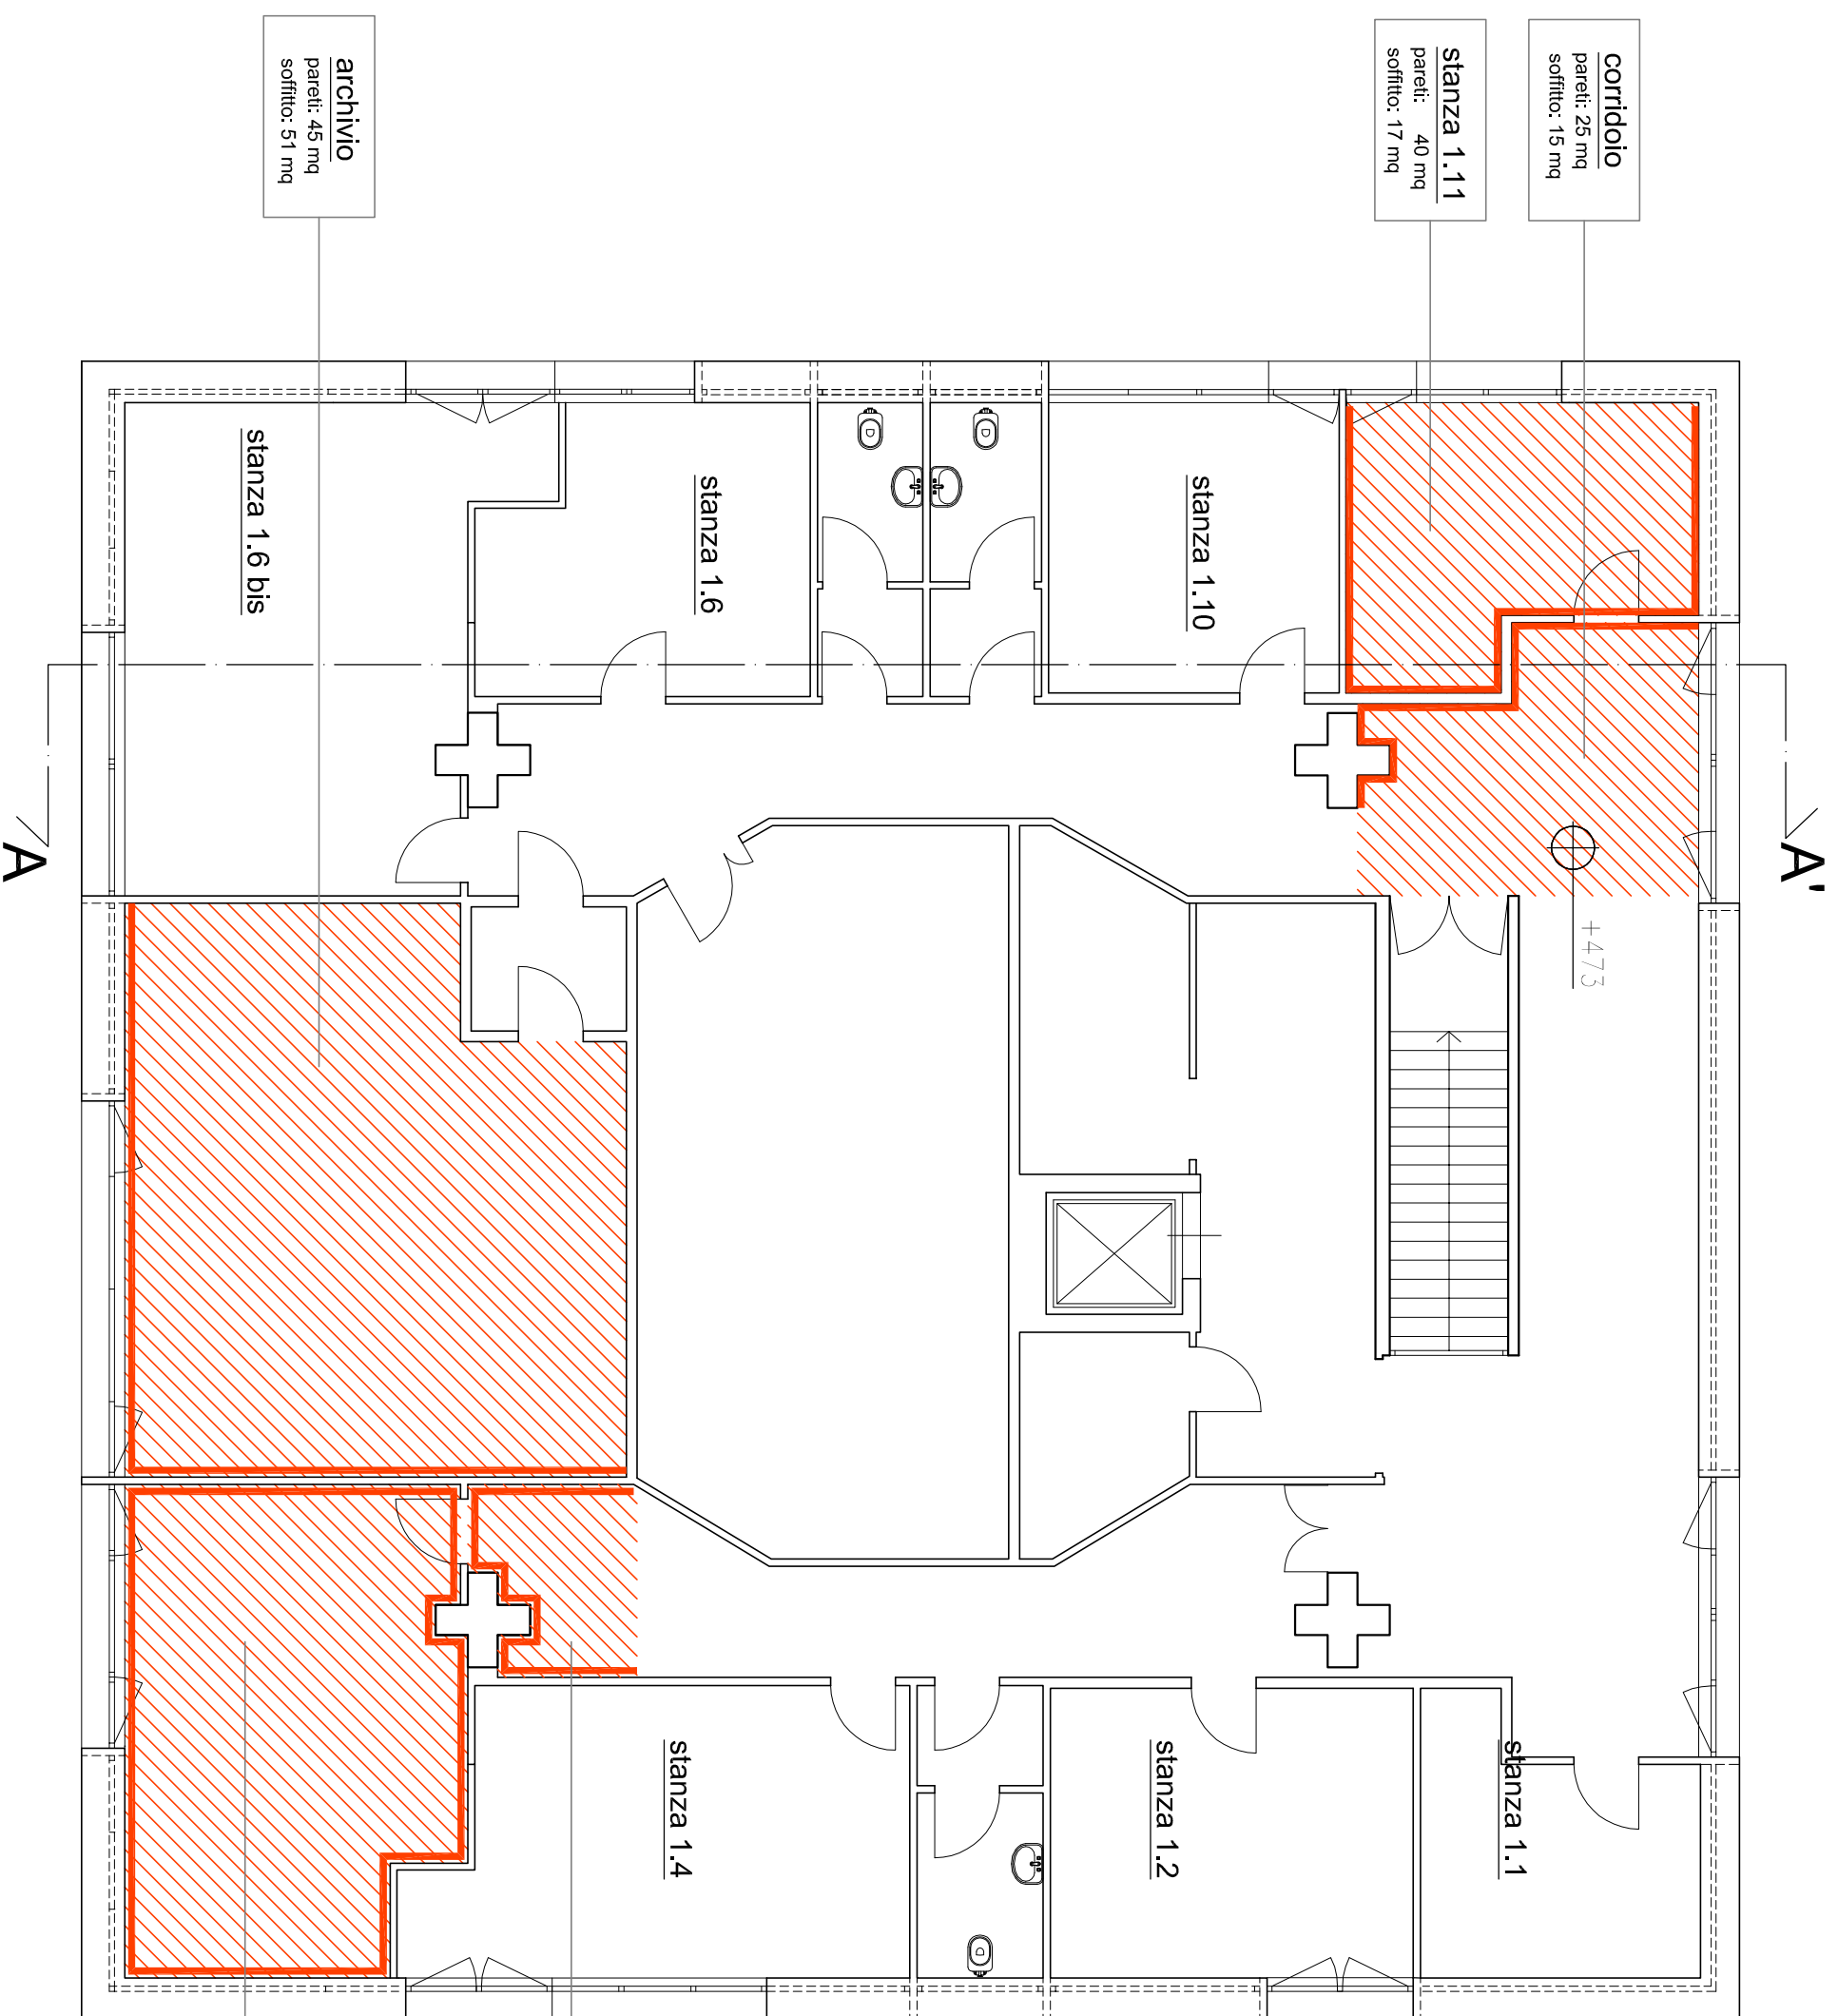 corridoio
pareti: 25 mq
soffitto: 15 mq
stanza 1.11
pareti: 40 mq
soffitto: 17 mq
archivio
pareti: 45 mq
soffitto: 51 mq
A'
+473
stanza 1.10
stanza 1.6
stanza 1.6 bis
A
stanza 1.1
stanza 1.2
stanza 1.4